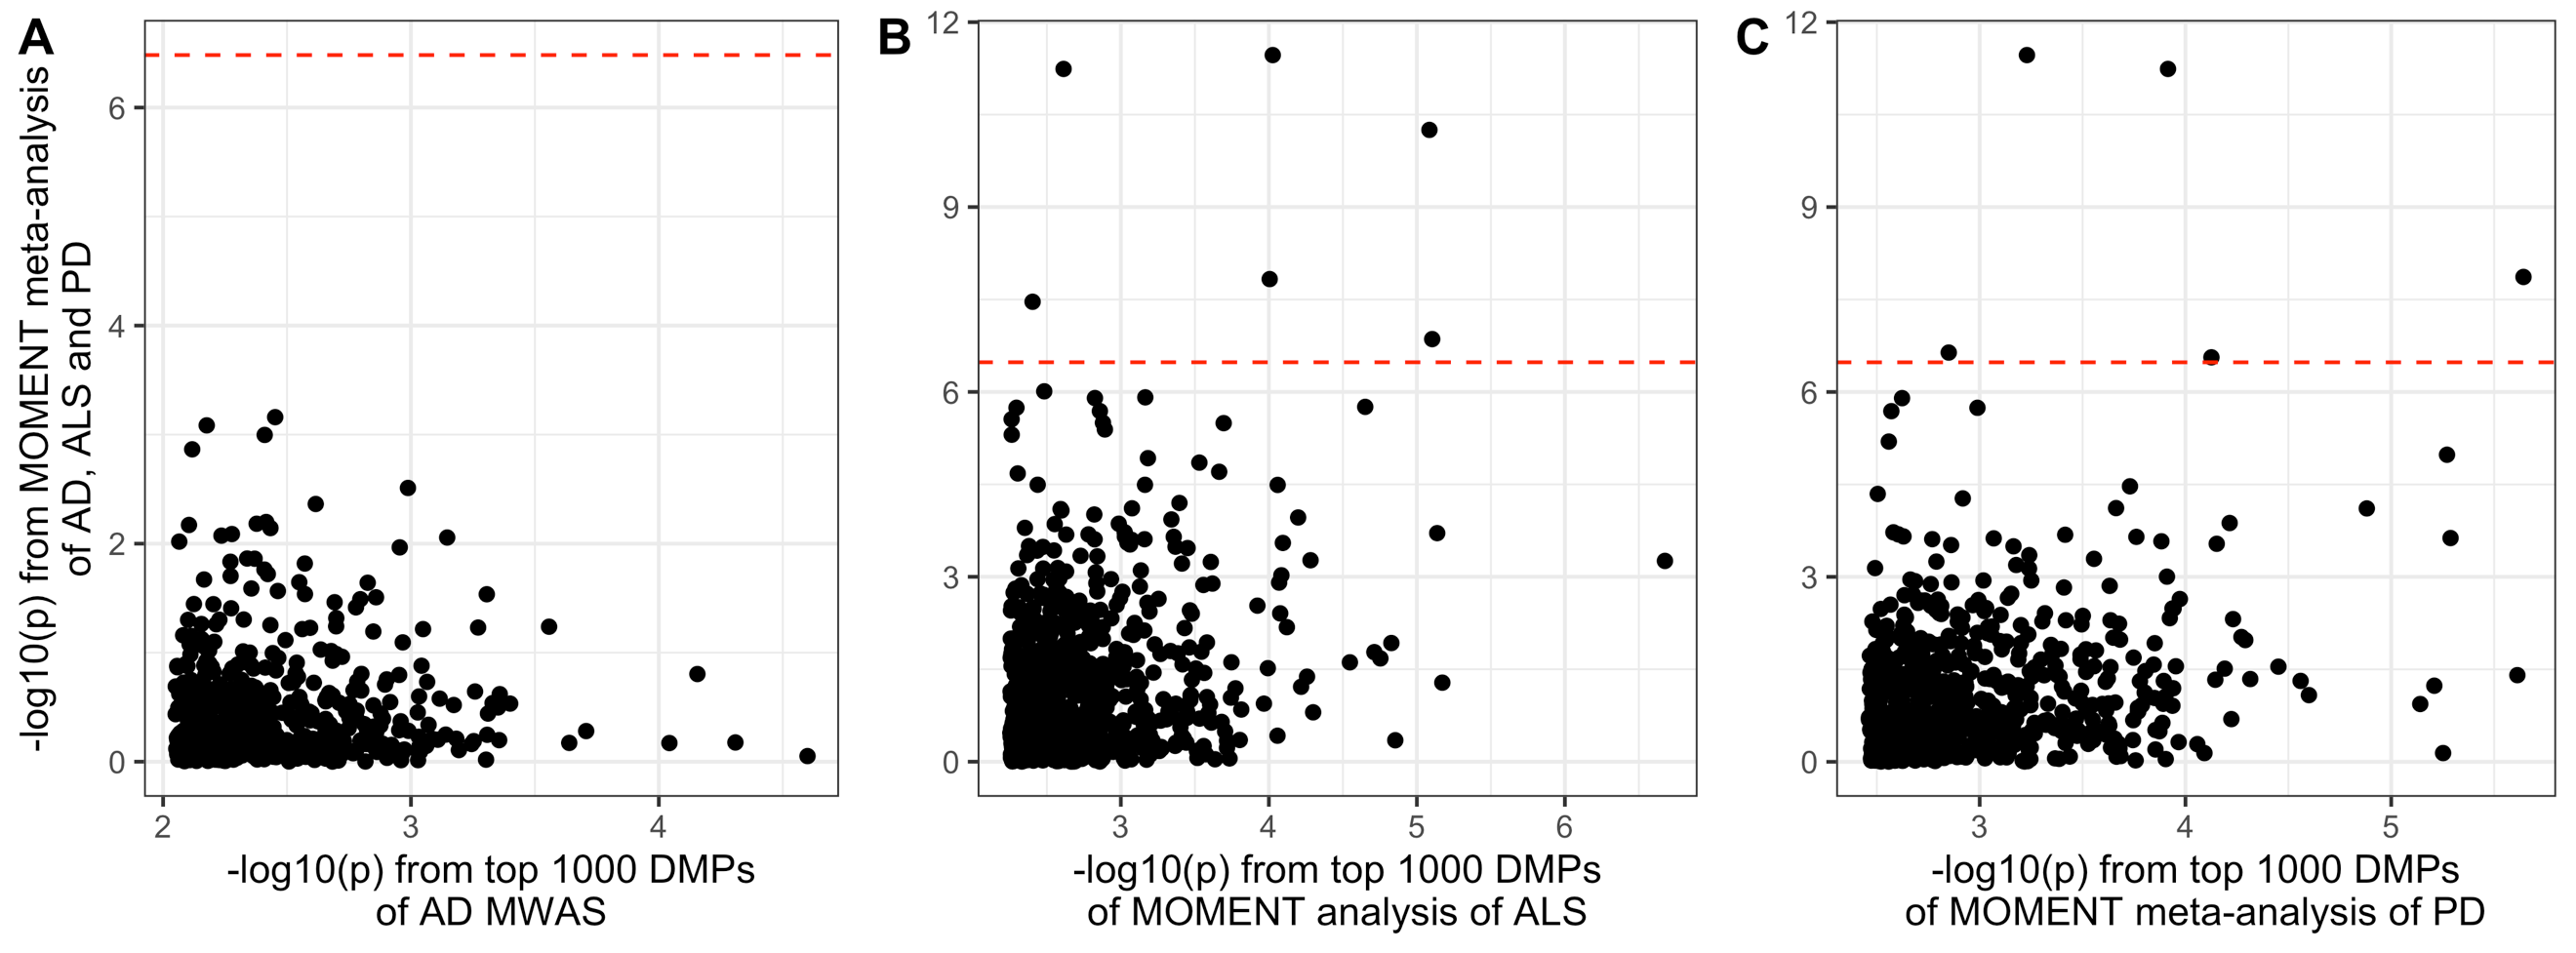 A
-log10(p) from MOMENT meta-analysis
of AD, ALS and PD
6
4
2
0
2
3
4
-log10(p) from top 1000 DMPs
of AD MWAS
B
12
9
6
3
0
3
4
5
6
-log10(p) from top 1000 DMPs
of MOMENT analysis of ALS
C
12
9
6
3
0
3
4
5
-log10(p) from top 1000 DMPs
of MOMENT meta-analysis of PD